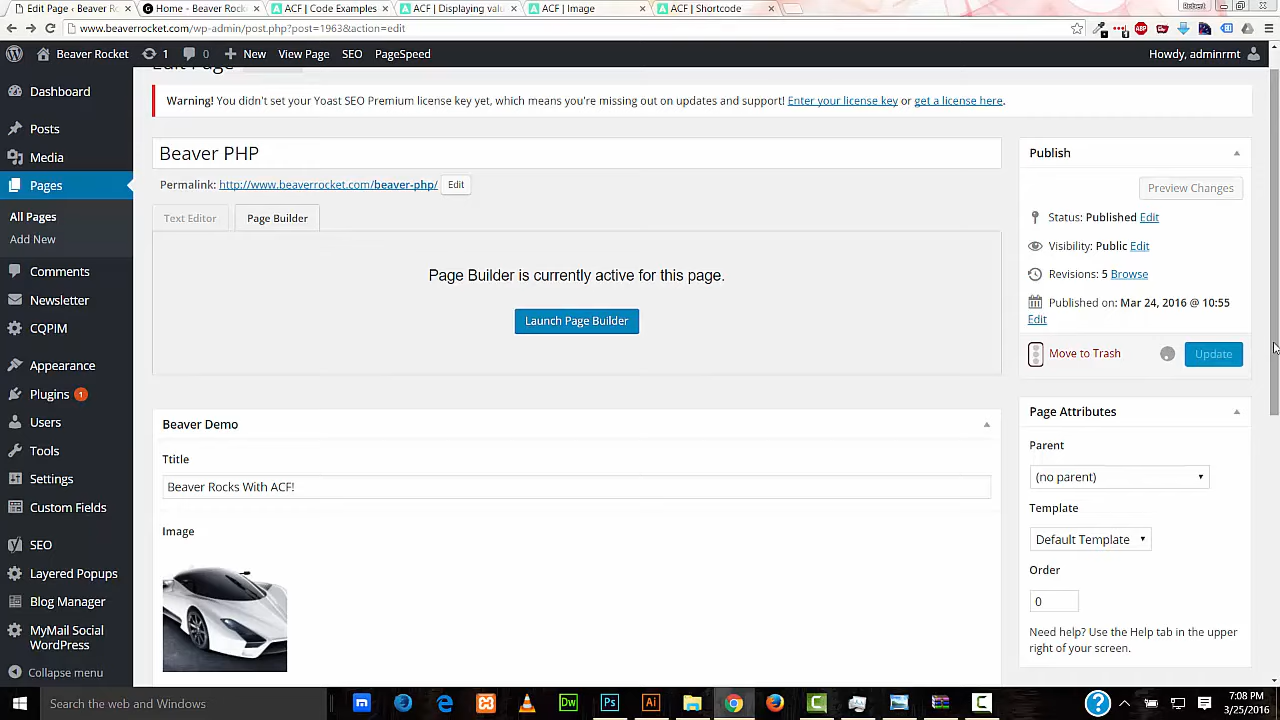 Edit Page ‹ Beaver Ro
Home - Beaver Rocke
ACF | Code Examples
ACF | Displaying valu
ACF | Image
ACF | Shortcode
www.beaverrocket.com/wp-admin/post.php?post=1963&action=edit
Beaver Rocket
1
0
New
View Page
SEO
PageSpeed
Howdy, adminrmt
Edit Page
Warning! You didn't set your Yoast SEO Premium license key yet, which means you're missing out on updates and support! Enter your license key or get a license here.
Beaver PHP
Permalink: http://www.beaverrocket.com/beaver-php/ Edit
Text Editor
Page Builder
Page Builder is currently active for this page.
Launch Page Builder
Beaver Demo
Ttitle
Beaver Rocks With ACF!
Image
Dashboard
Posts
Media
Pages
All Pages
Add New
Comments
Newsletter
CQPIM
Appearance
Plugins 1
Users
Tools
Settings
Custom Fields
SEO
Layered Popups
Blog Manager
MyMail Social
WordPress
Collapse menu
Publish
Preview Changes
Status: Published Edit
Visibility: Public Edit
Revisions: 5 Browse
Published on: Mar 24, 2016 @ 10:55
Edit
Move to Trash
Update
Page Attributes
Parent
(no parent)
Template
Default Template
Order
0
Need help? Use the Help tab in the upper
right of your screen.
Search the web and Windows
Dw
Ps
Ai
7:08 PM
3/25/2016